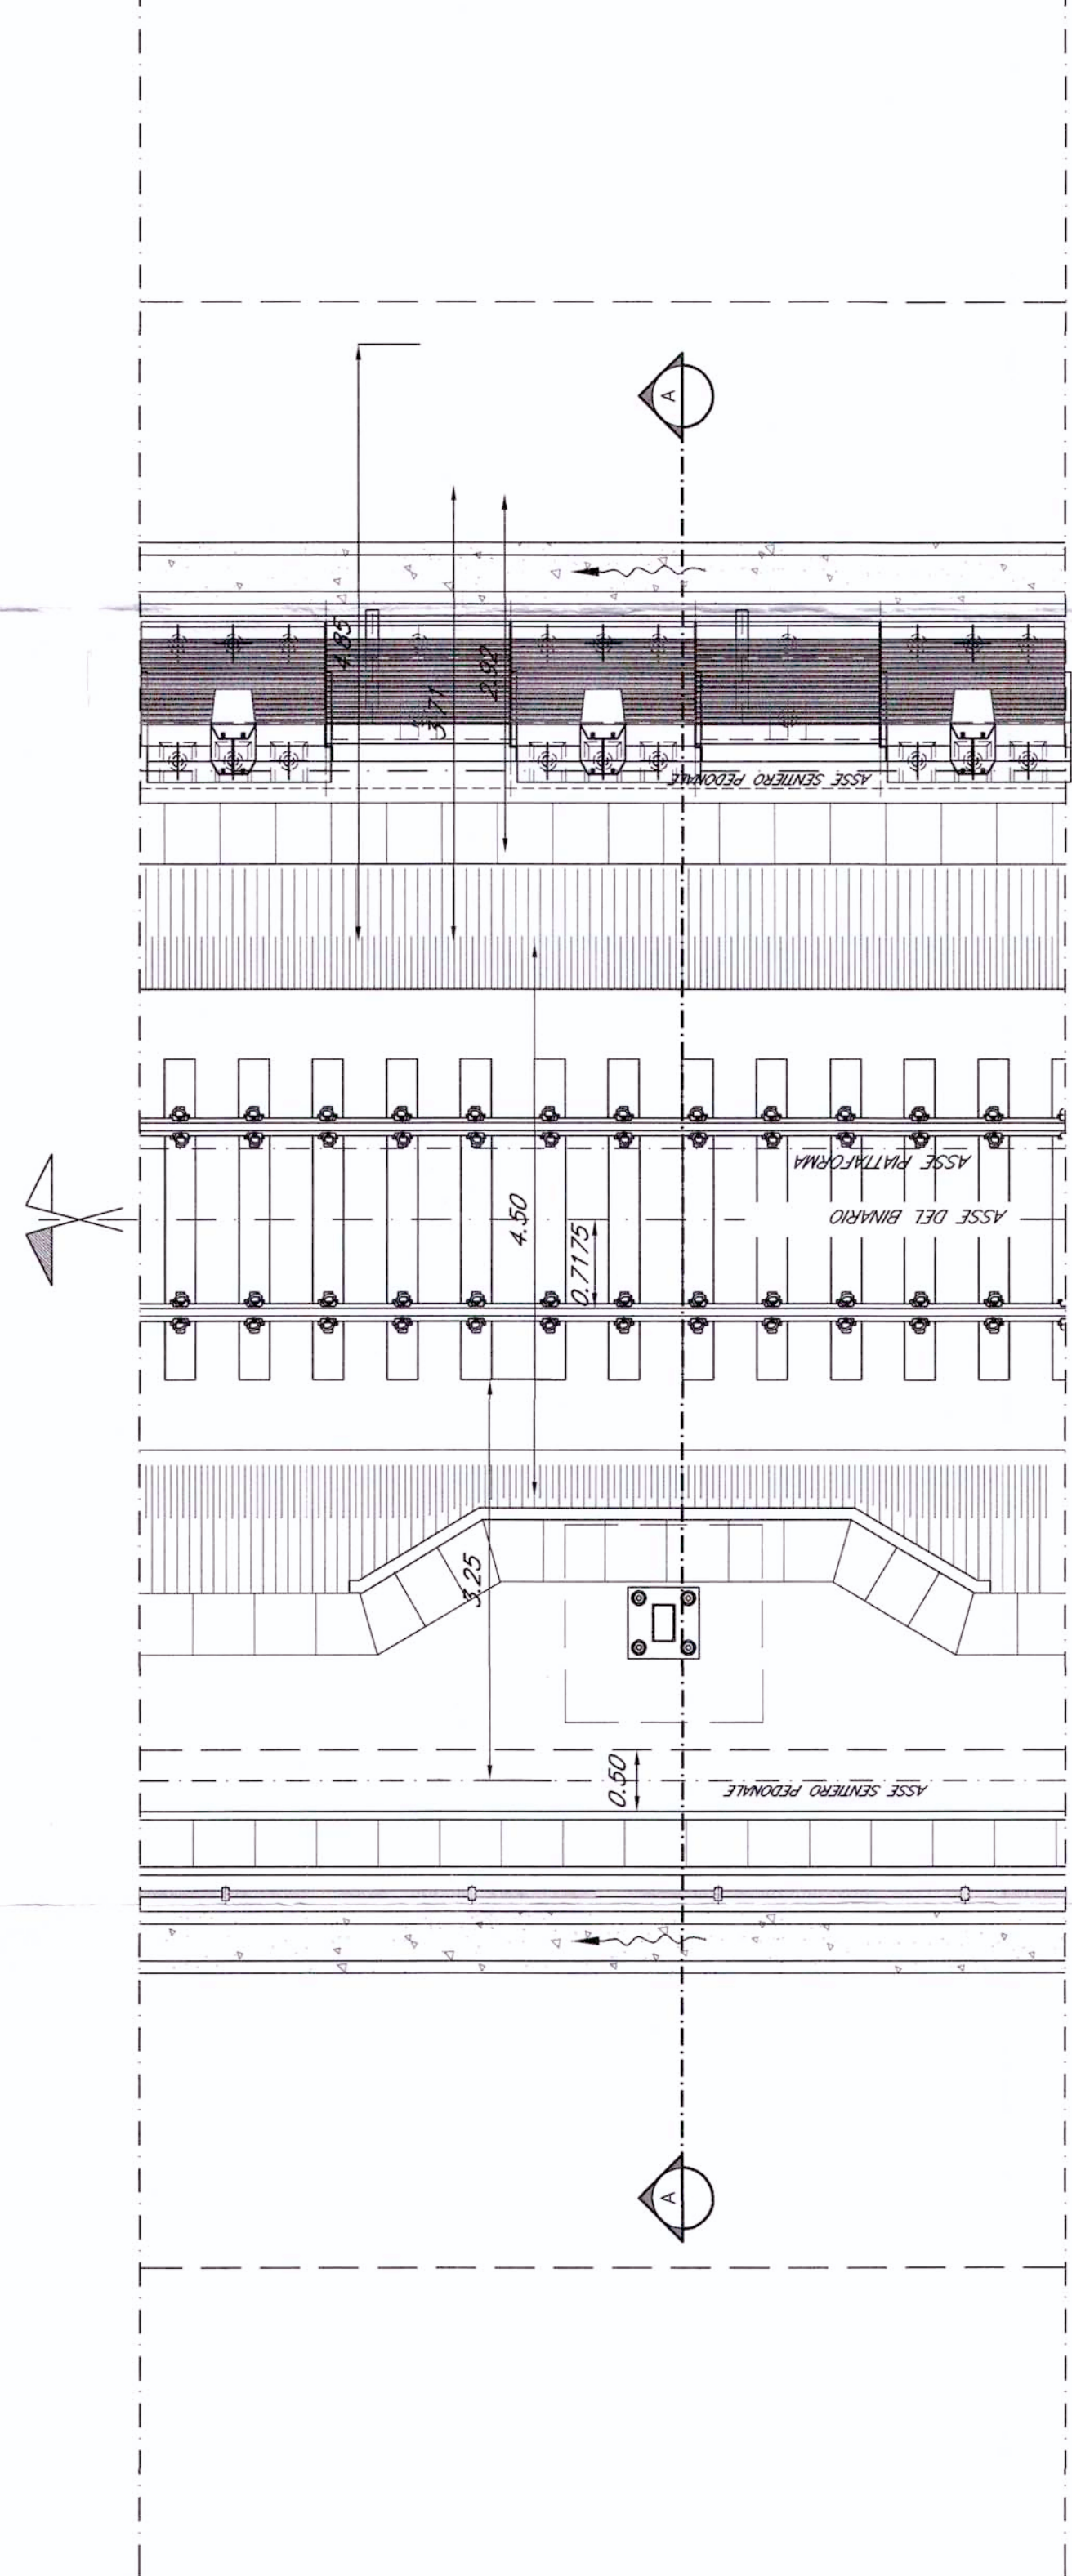 A
4.85
3.71
2.92
ASSE SENTIERO PEDONALE
ASSE PIATTAFORMA
ASSE DEL BINARIO
4.50
0.7175
3.25
0.50
ASSE SENTIERO PEDONALE
A